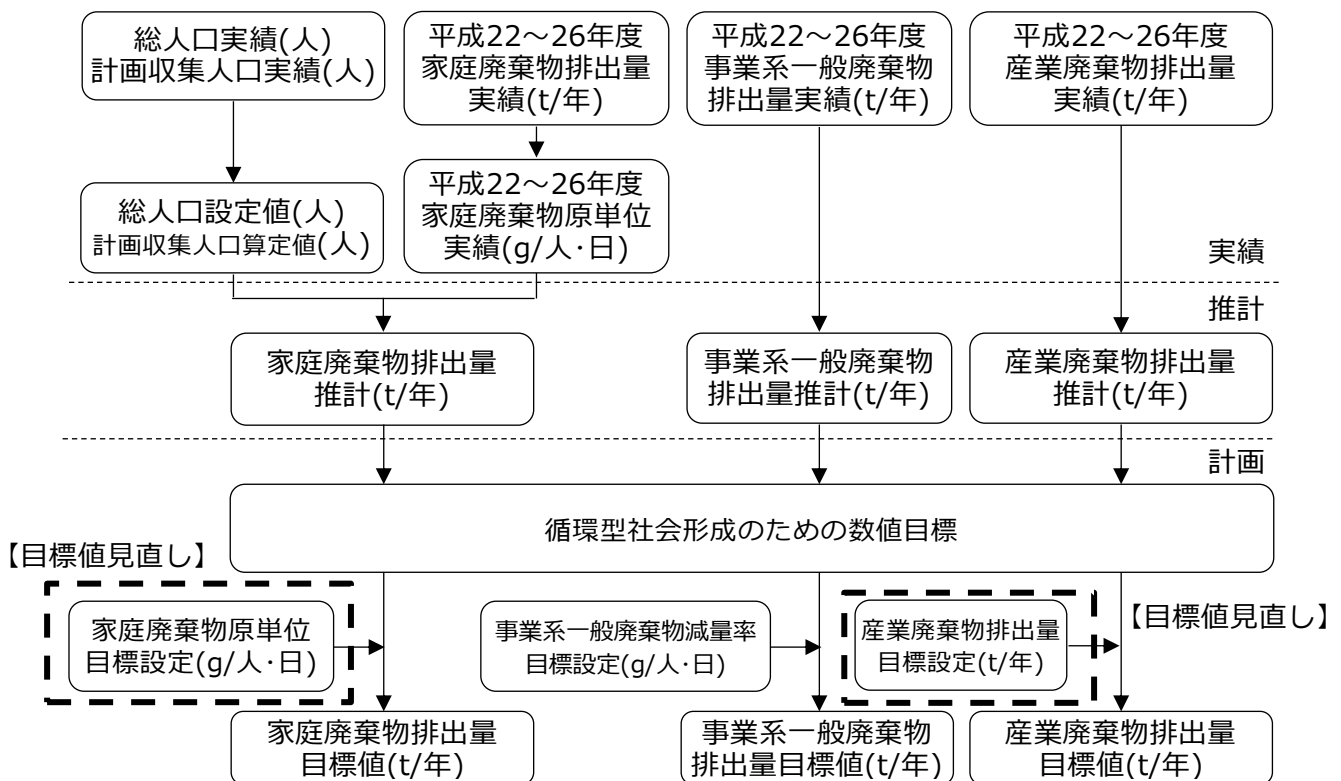 総人口実績(人)
計画収集人口実績(人)
平成22～26年度
家庭廃棄物排出量
実績(t/年)
平成22～26年度
事業系一般廃棄物
排出量実績(t/年)
平成22～26年度
産業廃棄物排出量
実績(t/年)
総人口設定値(人)
計画収集人口算定値(人)
平成22～26年度
家庭廃棄物原単位
実績(g/人･日)
実績
推計
家庭廃棄物排出量
推計(t/年)
事業系一般廃棄物
排出量推計(t/年)
産業廃棄物排出量
推計(t/年)
計画
循環型社会形成のための数値目標
【目標値見直し】
家庭廃棄物原単位
目標設定(g/人･日)
事業系一般廃棄物減量率
目標設定(g/人･日)
産業廃棄物排出量
目標設定(t/年)
【目標値見直し】
家庭廃棄物排出量
目標値(t/年)
事業系一般廃棄物
排出量目標値(t/年)
産業廃棄物排出量
目標値(t/年)